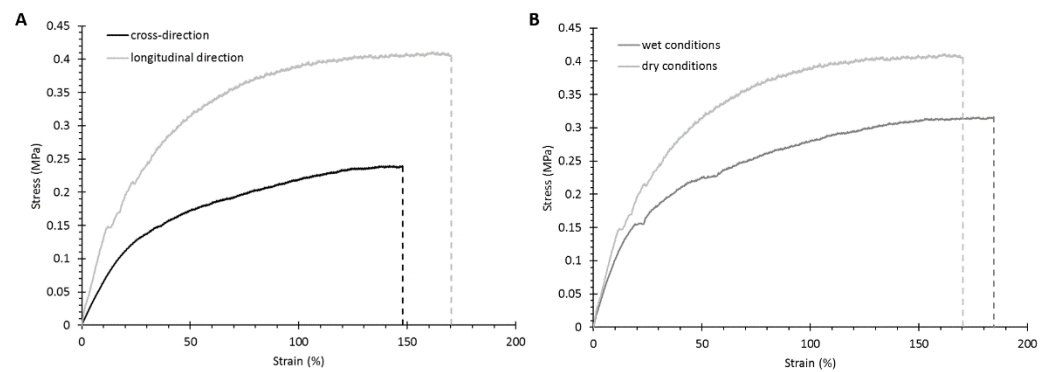 A
cross-direction
longitudinal direction
Stress (MPa)
0.45
0.4
0.35
0.3
0.25
0.2
0.15
0.1
0.05
0
0 50 100 150 200
Strain (%)
B
wet conditions
dry conditions
Stress (MPa)
0.45
0.4
0.35
0.3
0.25
0.2
0.15
0.1
0.05
0
0 50 100 150 200
Strain (%)